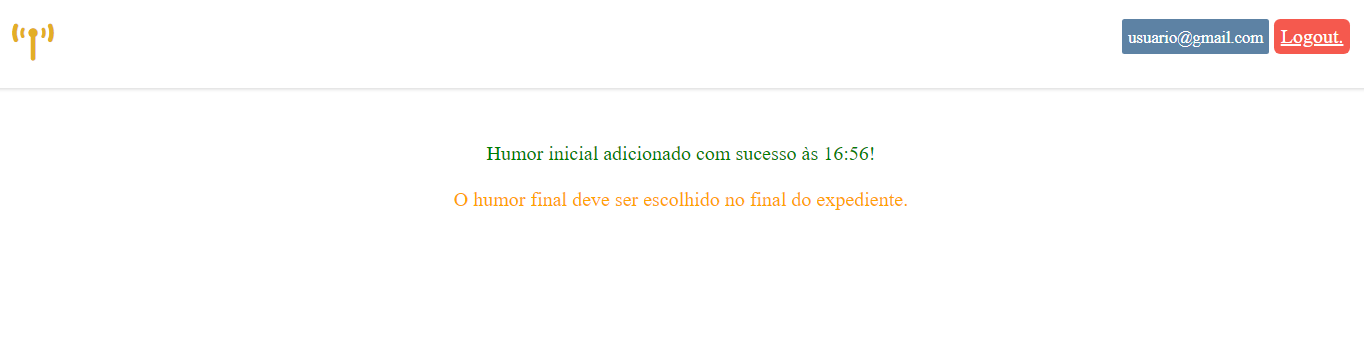 usuario@gmail.com
Logout.
Humor inicial adicionado com sucesso às 16:56!
O humor final deve ser escolhido no final do expediente.